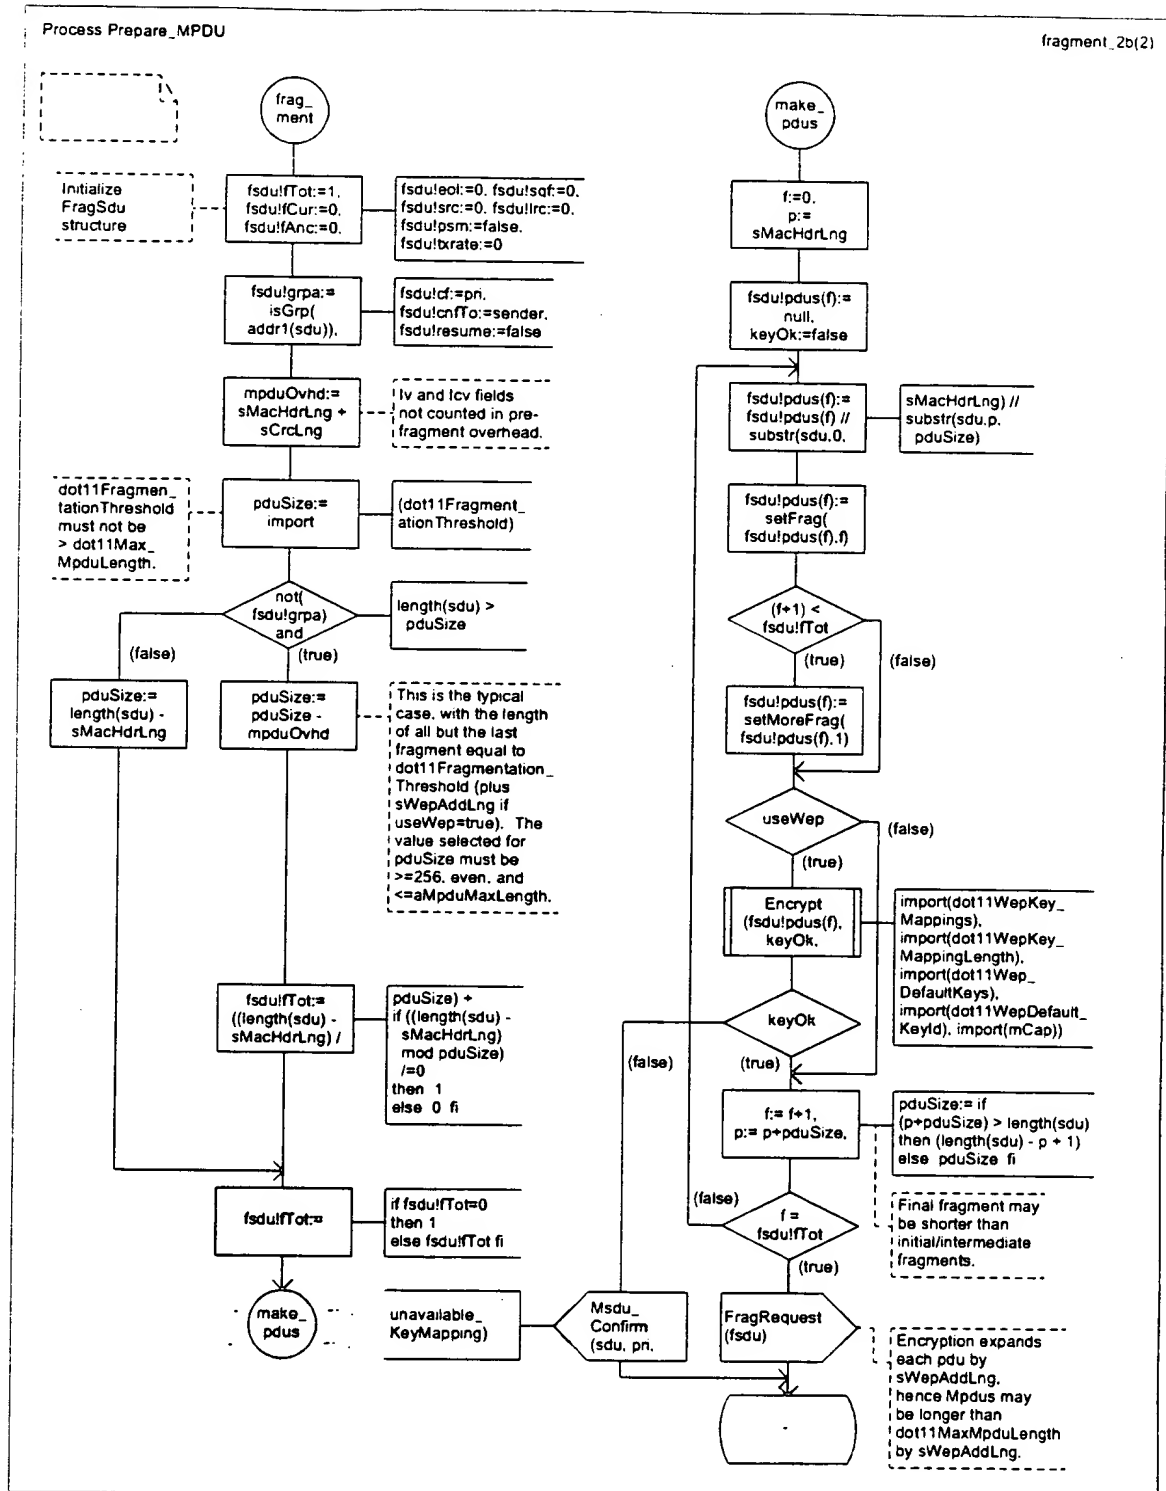 Process Prepare_MPDU
fragment_2b(2)
frag_
ment
Initialize
FragSdu
structure
fsdu!fTot:=1,
fsdu!fCur:=0,
fsdu!fAnc:=0,
fsdu!eol:=0, fsdu!sqf:=0,
fsdu!src:=0, fsdu!lrc:=0,
fsdu!psm:=false,
fsdu!txrate:=0
fsdu!grpa:=
isGrp(
addr1(sdu)),
fsdu!cf:=pri,
fsdu!cnfTo:=sender,
fsdu!resume:=false
mpduOvhd:=
sMacHdrLng +
sCrcLng
Iv and Icv fields
not counted in pre-
fragment overhead.
dot11Fragmen_
tationThreshold
must not be
> dot11Max_
MpduLength.
pduSize:=
import
(dot11Fragment_
ationThreshold)
not(
fsdu!grpa)
and
length(sdu) >
pduSize
(false)
(true)
pduSize:=
length(sdu) -
sMacHdrLng
pduSize:=
pduSize -
mpduOvhd
This is the typical
case, with the length
of all but the last
fragment equal to
dot11Fragmentation_
Threshold (plus
sWepAddLng if
useWep=true). The
value selected for
pduSize must be
>=256, even, and
<=aMpduMaxLength.
fsdu!fTot:=
((length(sdu) -
sMacHdrLng) /
pduSize) +
if ((length(sdu) -
sMacHdrLng)
mod pduSize)
/=0
then 1
else 0 fi
fsdu!fTot:=
if fsdu!fTot=0
then 1
else fsdu!fTot fi
make_
pdus
make_
pdus
f:=0,
p:=
sMacHdrLng
fsdu!pdus(f):=
null,
keyOk:=false
fsdu!pdus(f):=
fsdu!pdus(f) //
substr(sdu,0,
sMacHdrLng) //
substr(sdu,p,
pduSize)
fsdu!pdus(f):=
setFrag(
fsdu!pdus(f),f)
(f+1) <
fsdu!fTot
(true)
(false)
fsdu!pdus(f):=
setMoreFrag(
fsdu!pdus(f),1)
useWep
(false)
(true)
Encrypt
(fsdu!pdus(f),
keyOk,
import(dot11WepKey_
Mappings),
import(dot11WepKey_
MappingLength),
import(dot11Wep_
DefaultKeys),
import(dot11WepDefault_
KeyId), import(mCap))
keyOk
(false)
(true)
f:= f+1,
p:= p+pduSize,
pduSize:= if
(p+pduSize) > length(sdu)
then (length(sdu) - p + 1)
else pduSize fi
(false)
f =
fsdu!fTot
(true)
Final fragment may
be shorter than
initial/intermediate
fragments.
unavailable_
KeyMapping)
Msdu_
Confirm
(sdu, pri,
FragRequest
(fsdu)
Encryption expands
each pdu by
sWepAddLng,
hence Mpdus may
be longer than
dot11MaxMpduLength
by sWepAddLng.
-